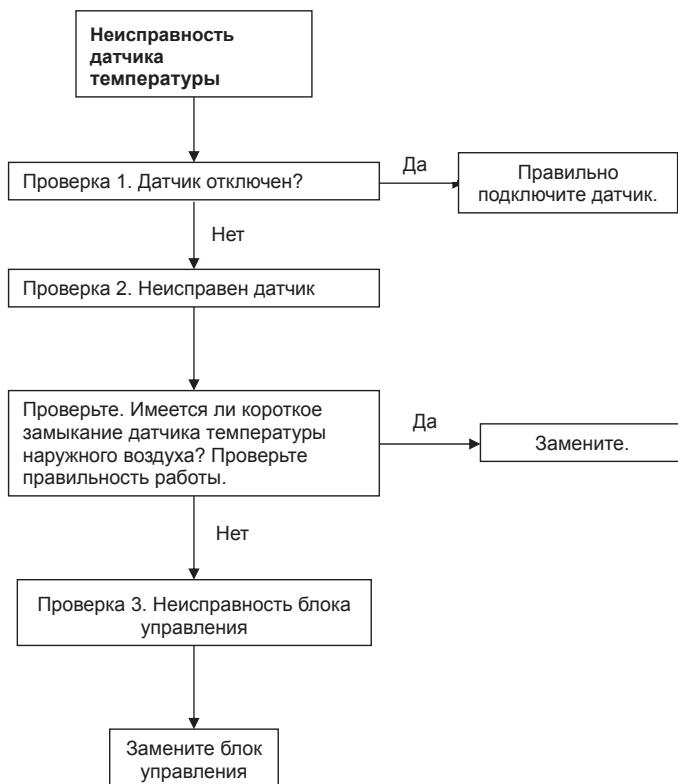 Неисправность
датчика
температуры
Проверка 1. Датчик отключен?
Да
Правильно
подключите датчик.
Нет
Проверка 2. Неисправен датчик
Проверьте. Имеется ли короткое
замыкание датчика температуры
наружного воздуха? Проверьте
правильность работы.
Да
Замените.
Нет
Проверка 3. Неисправность блока
управления
Замените блок
управления